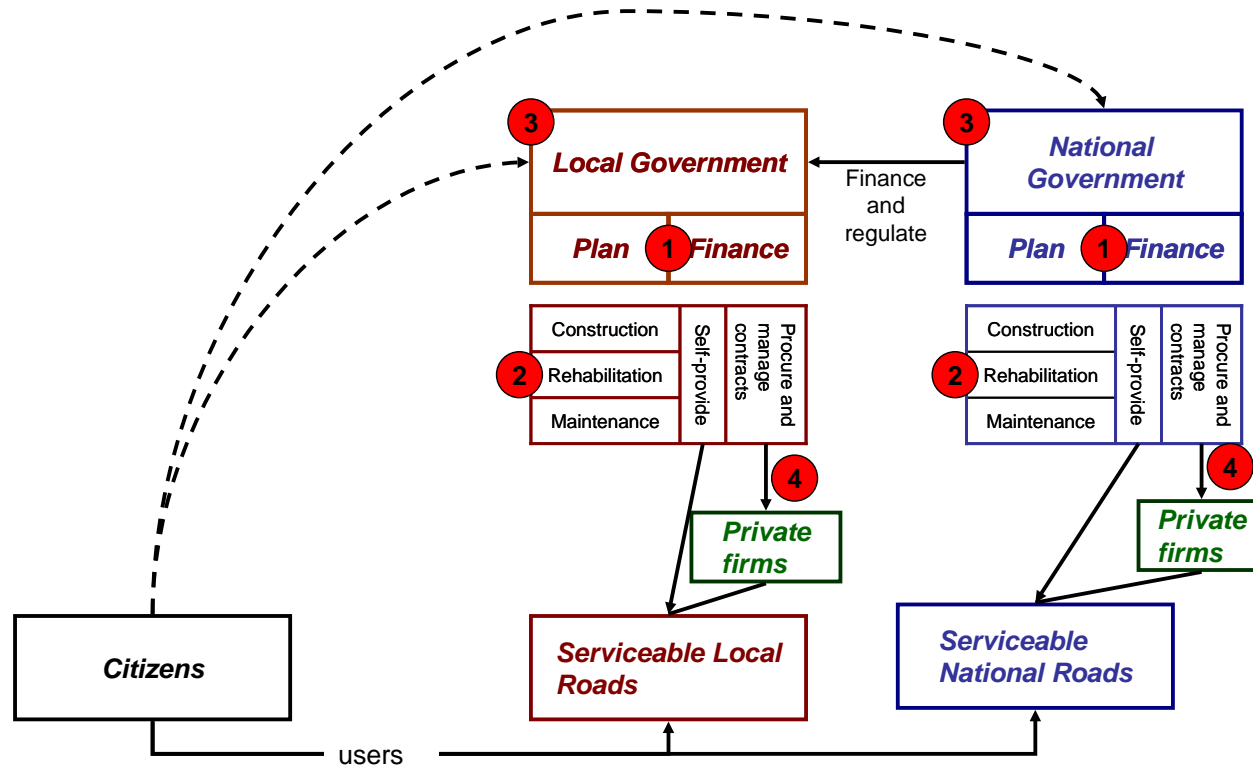 3
Local Government
Plan
1
Finance
Finance
and
regulate
3
National
Government
Plan
1
Finance
Construction
2
Rehabilitation
Maintenance
Self-provide
Procure and
manage
contracts
Construction
2
Rehabilitation
Maintenance
Self-provide
Procure and
manage
contracts
4
Private
firms
4
Private
firms
Citizens
Serviceable Local
Roads
Serviceable
National Roads
users